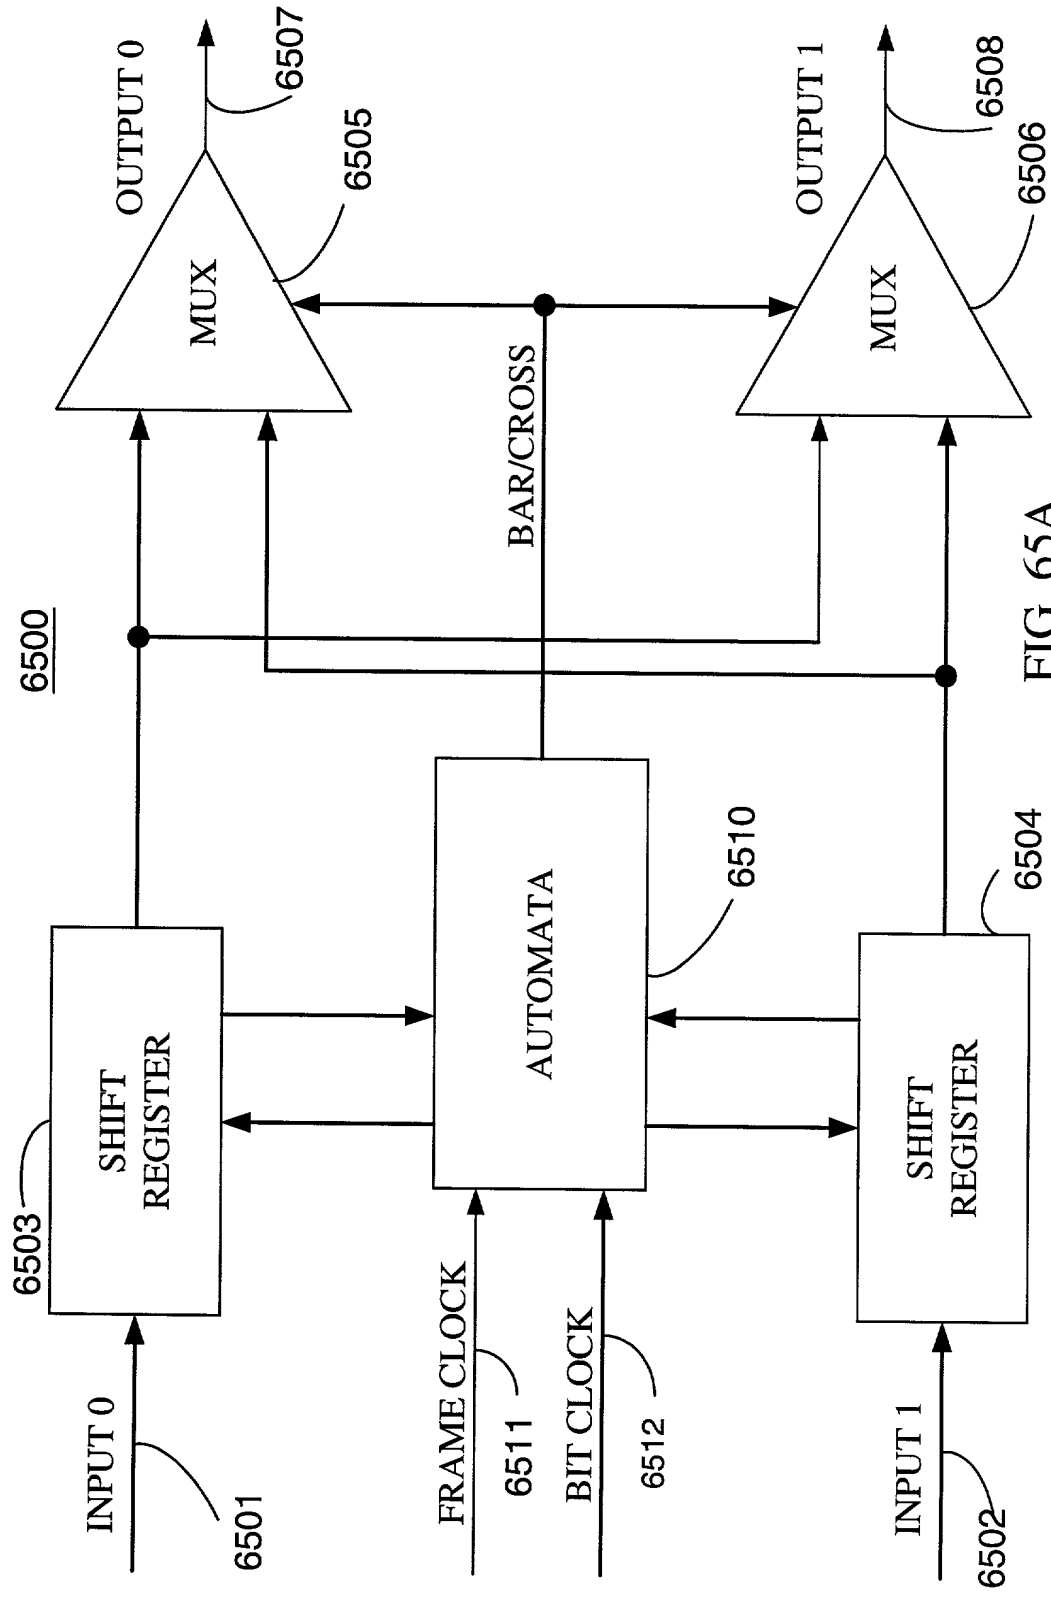 6500
INPUT 0
6501
6503
SHIFT
REGISTER
MUX
OUTPUT 0
6505
6507
FRAME CLOCK
6511
BIT CLOCK
6512
AUTOMATA
6510
BAR/CROSS
INPUT 1
6502
SHIFT
REGISTER
6504
MUX
OUTPUT 1
6506
6508
FIG. 65A